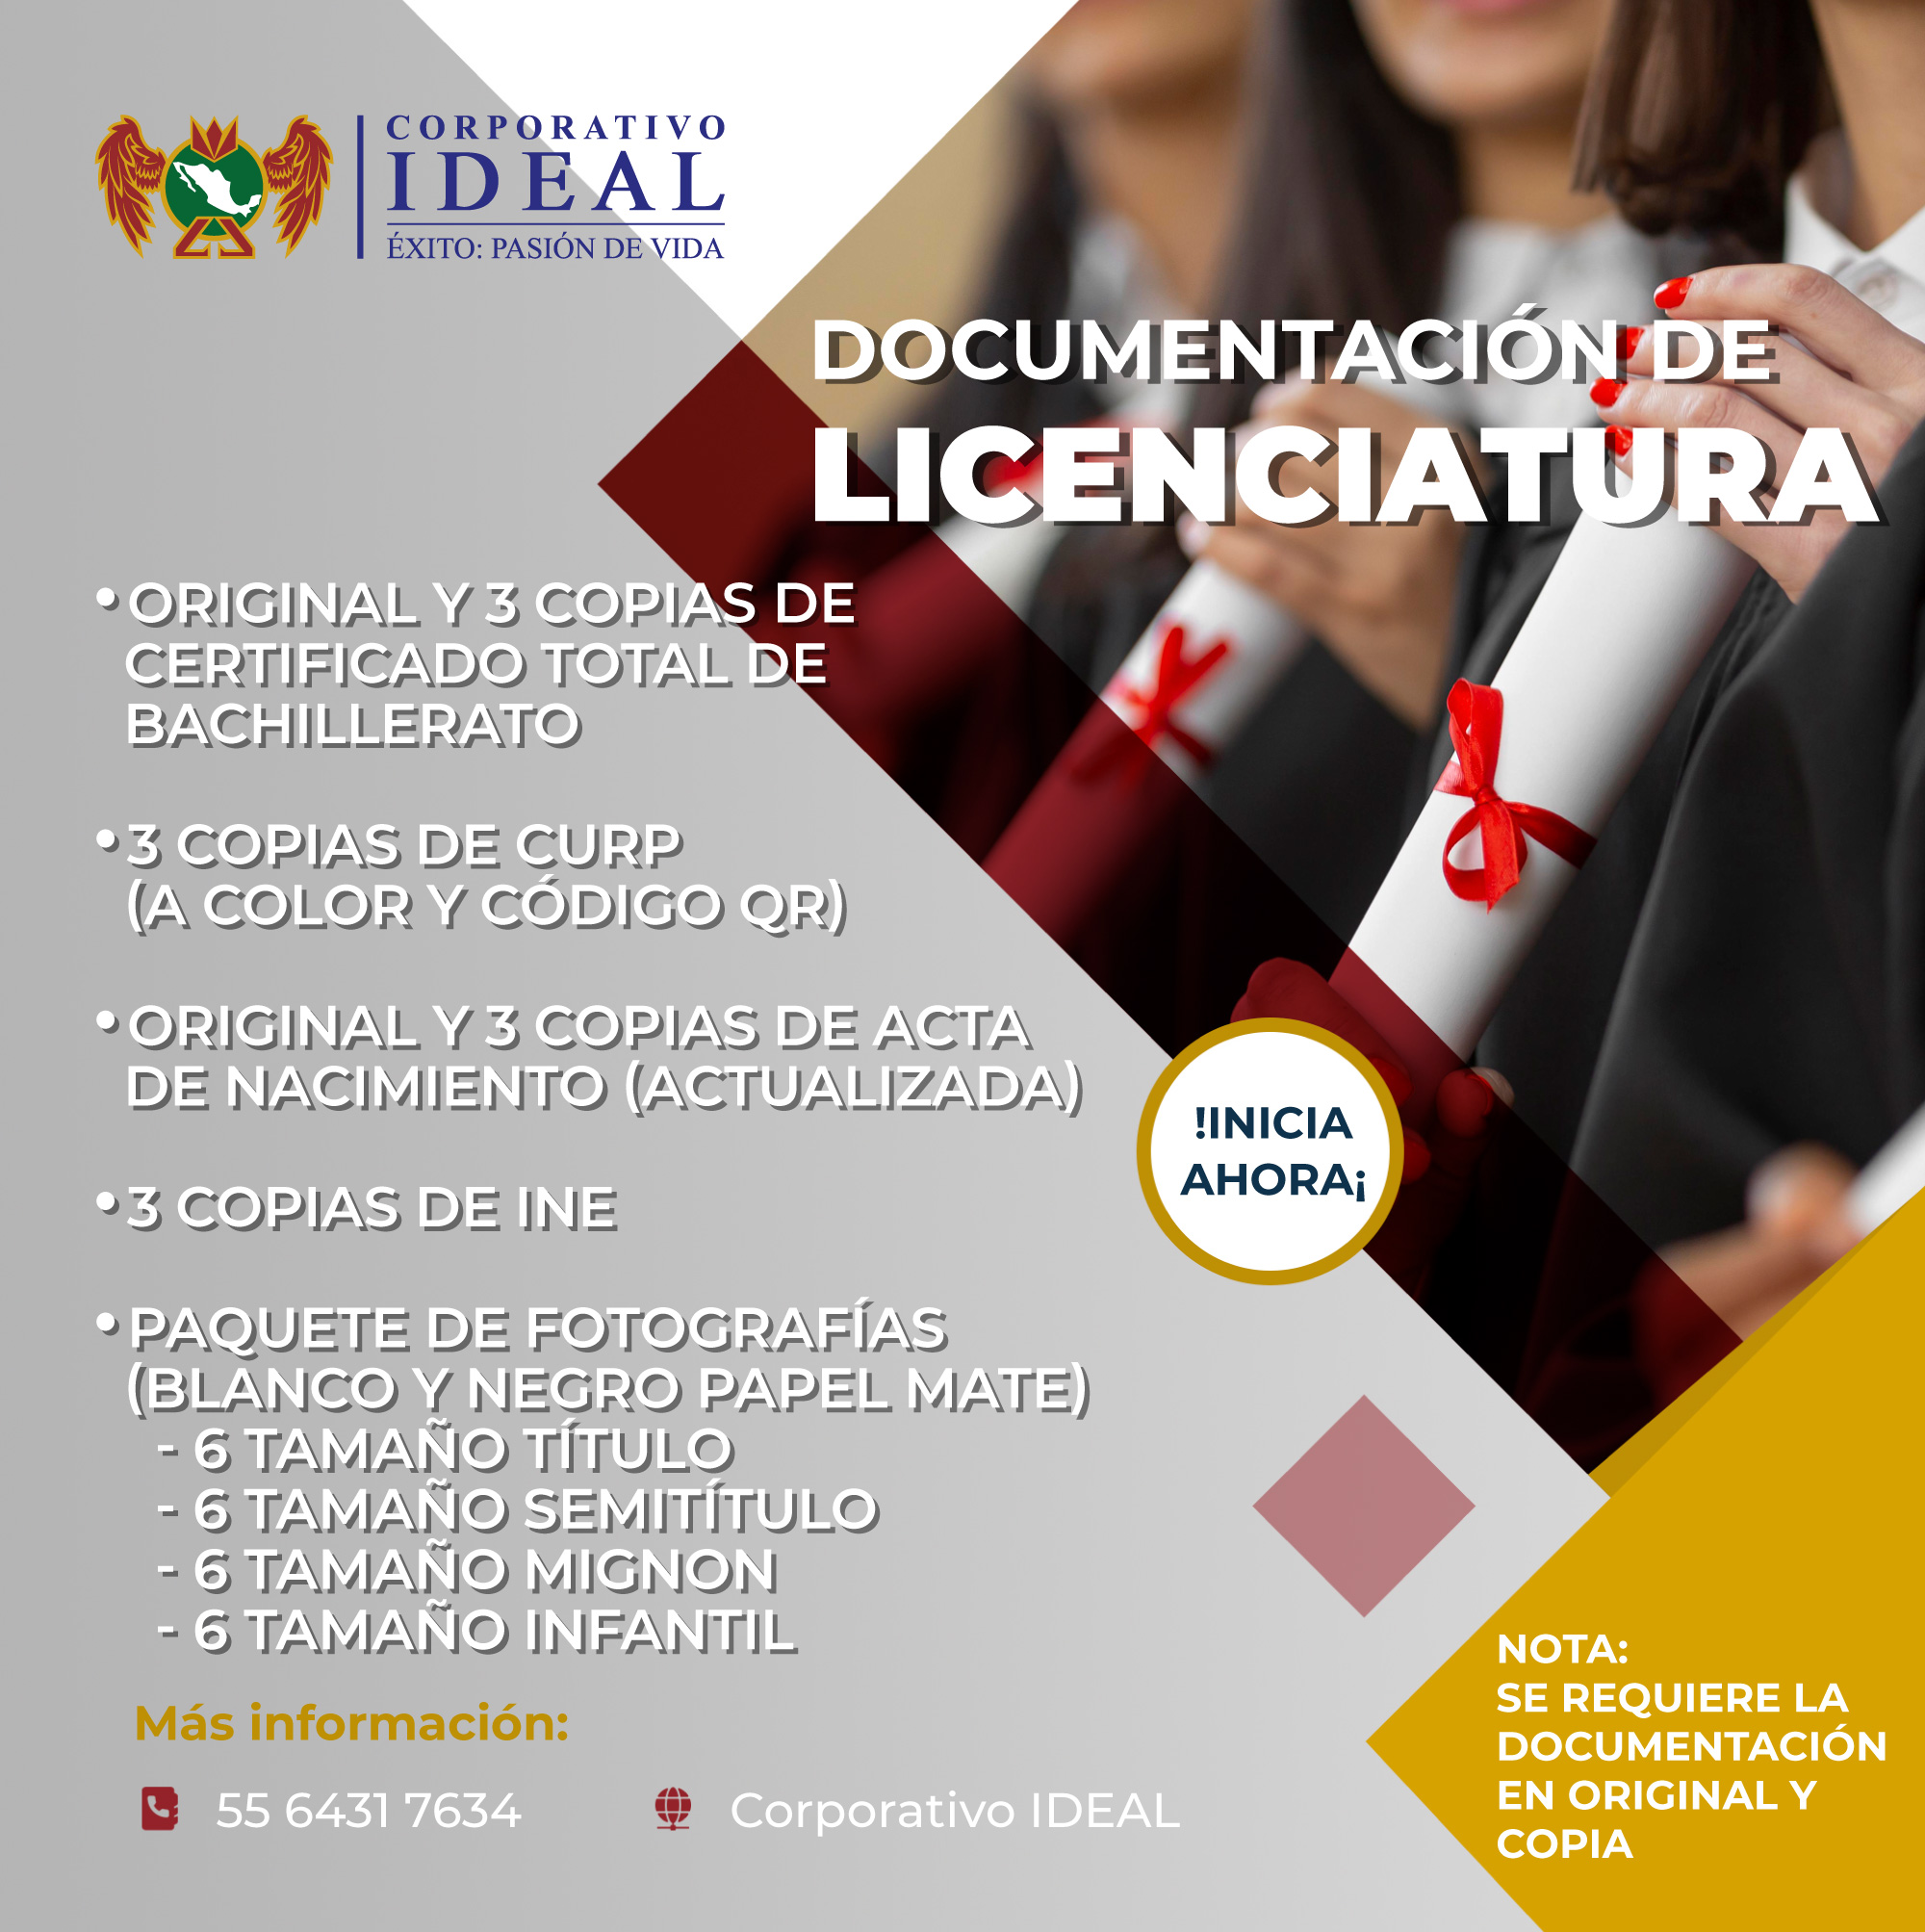 CORPORATIVO
IDEAL
ÉXITO: PASIÓN DE VIDA
DOCUMENTACIÓN DE
LICENCIATURA
• ORIGINAL Y 3 COPIAS DE
CERTIFICADO TOTAL DE
BACHILLERATO
• 3 COPIAS DE CURP
(A COLOR Y CÓDIGO QR)
• ORIGINAL Y 3 COPIAS DE ACTA
DE NACIMIENTO (ACTUALIZADA)
• 3 COPIAS DE INE
• PAQUETE DE FOTOGRAFÍAS
(BLANCO Y NEGRO PAPEL MATE)
- 6 TAMAÑO TÍTULO
- 6 TAMAÑO SEMITÍTULO
- 6 TAMAÑO MIGNON
- 6 TAMAÑO INFANTIL
!INICIA
AHORA¡
Más información:
55 6431 7634
Corporativo IDEAL
NOTA:
SE REQUIERE LA
DOCUMENTACIÓN
EN ORIGINAL Y
COPIA